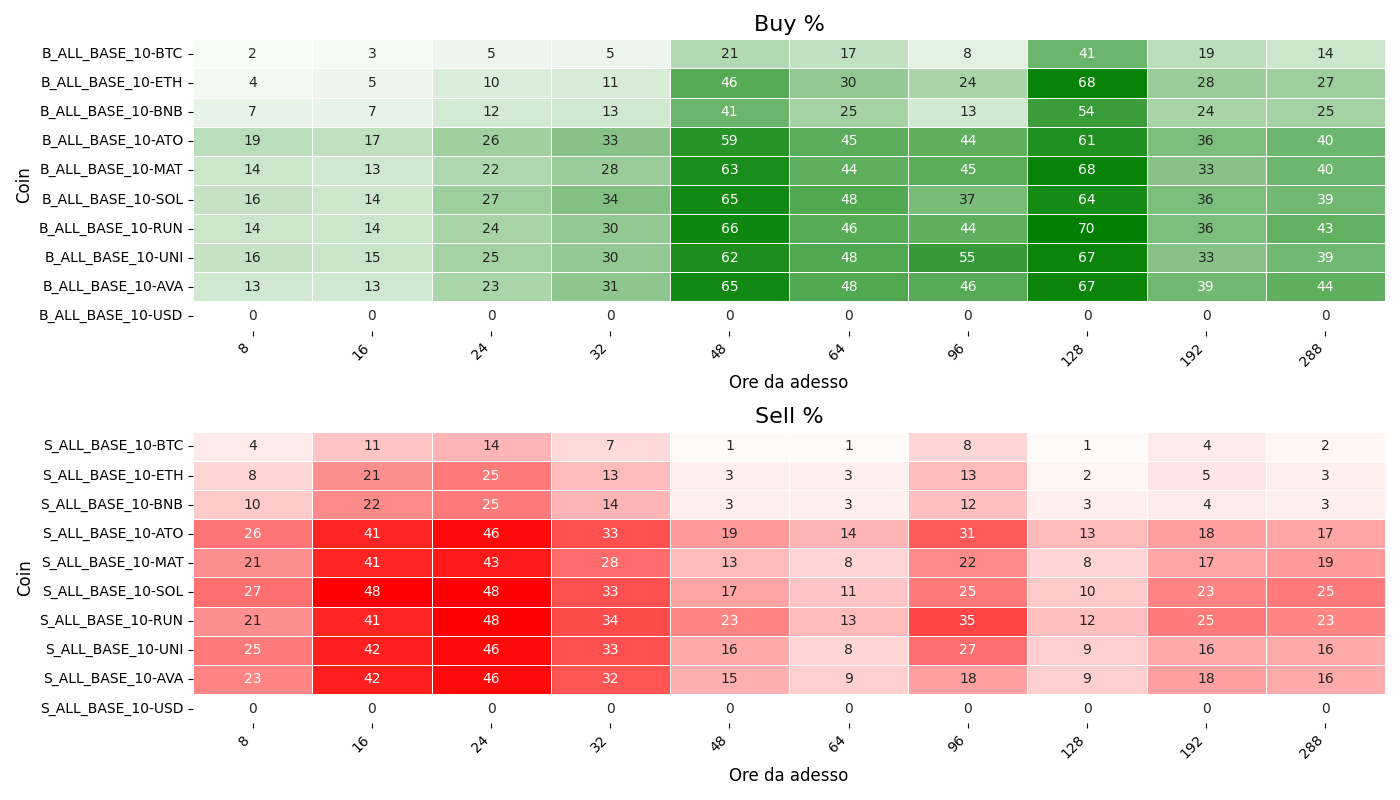 Buy %
Coin
B_ALL_BASE_10-BTC 2 3 5 5 21 17 8 41 19 14
B_ALL_BASE_10-ETH 4 5 10 11 46 30 24 68 28 27
B_ALL_BASE_10-BNB 7 7 12 13 41 25 13 54 24 25
B_ALL_BASE_10-ATO 19 17 26 33 59 45 44 61 36 40
B_ALL_BASE_10-MAT 14 13 22 28 63 44 45 68 33 40
B_ALL_BASE_10-SOL 16 14 27 34 65 48 37 64 36 39
B_ALL_BASE_10-RUN 14 14 24 30 66 46 44 70 36 43
B_ALL_BASE_10-UNI 16 15 25 30 62 48 55 67 33 39
B_ALL_BASE_10-AVA 13 13 23 31 65 48 46 67 39 44
B_ALL_BASE_10-USD 0 0 0 0 0 0 0 0 0 0
8 16 24 32 48 64 96 128 192 288
Ore da adesso
Sell %
Coin
S_ALL_BASE_10-BTC 4 11 14 7 1 1 8 1 4 2
S_ALL_BASE_10-ETH 8 21 25 13 3 3 13 2 5 3
S_ALL_BASE_10-BNB 10 22 25 14 3 3 12 3 4 3
S_ALL_BASE_10-ATO 26 41 46 33 19 14 31 13 18 17
S_ALL_BASE_10-MAT 21 41 43 28 13 8 22 8 17 19
S_ALL_BASE_10-SOL 27 48 48 33 17 11 25 10 23 25
S_ALL_BASE_10-RUN 21 41 48 34 23 13 35 12 25 23
S_ALL_BASE_10-UNI 25 42 46 33 16 8 27 9 16 16
S_ALL_BASE_10-AVA 23 42 46 32 15 9 18 9 18 16
S_ALL_BASE_10-USD 0 0 0 0 0 0 0 0 0 0
8 16 24 32 48 64 96 128 192 288
Ore da adesso